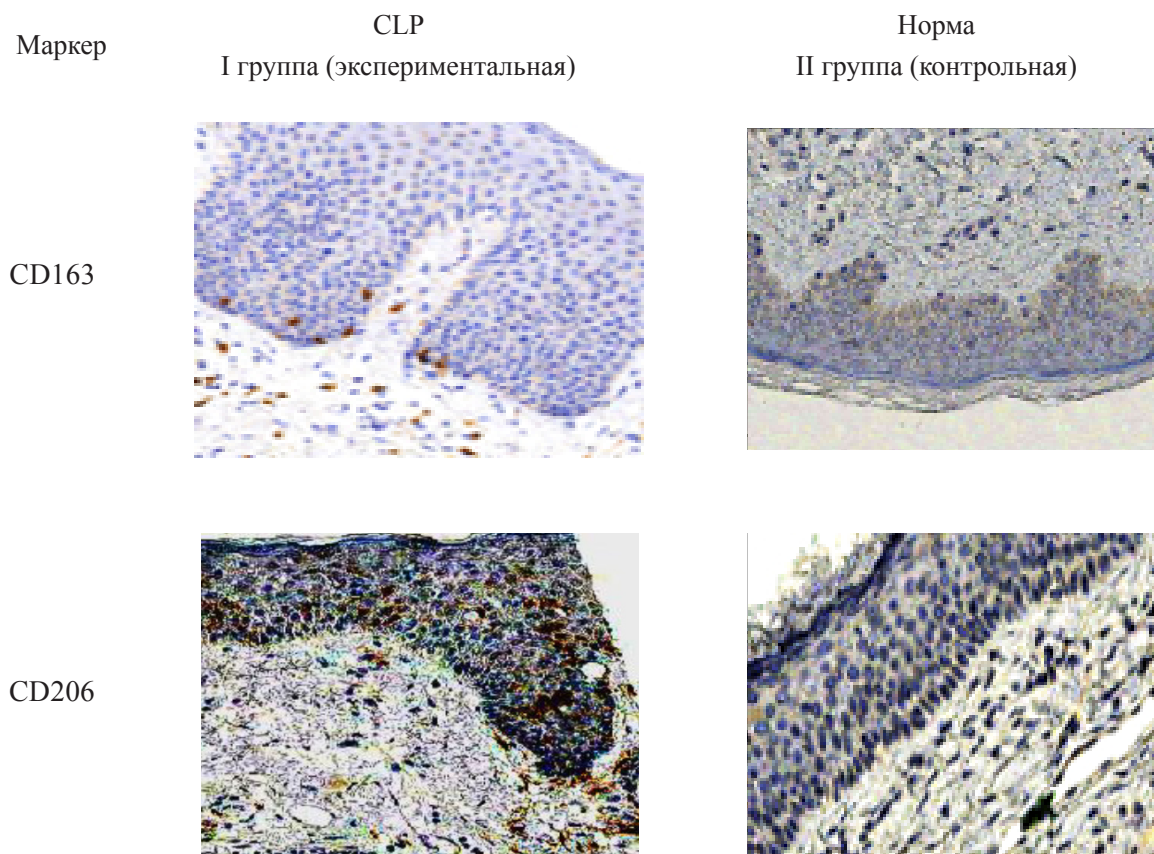 Маркер
CLP
I группа (экспериментальная)
Норма
II группа (контрольная)
CD163
CD206